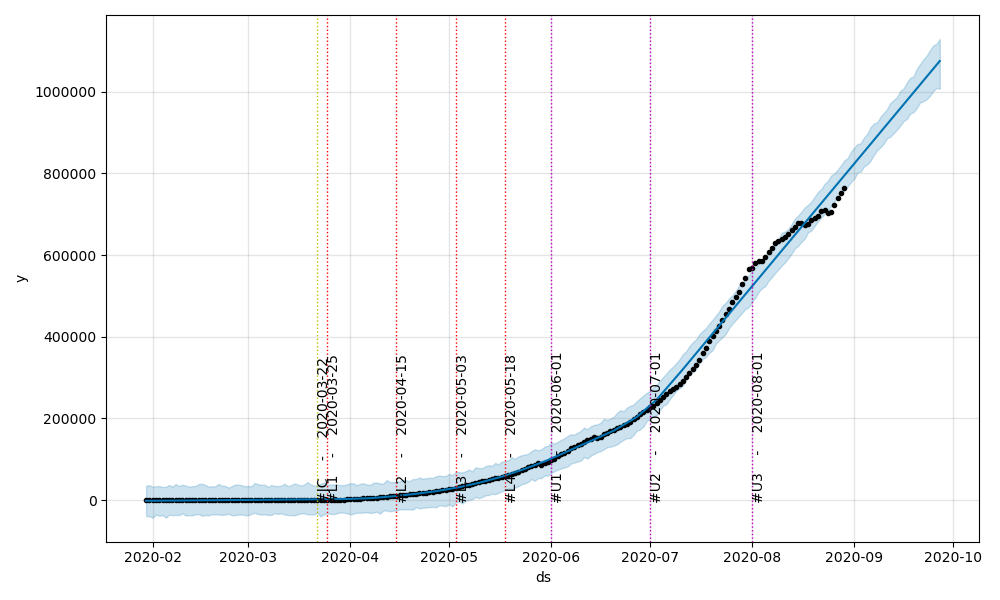 1000000
800000
600000
400000
200000
0
y
#JC - 2020-03-22
#L1 - 2020-03-25
#L2 - 2020-04-15
#L3 - 2020-05-03
#L4 - 2020-05-18
#U1 - 2020-06-01
#U2 - 2020-07-01
#U3 - 2020-08-01
2020-02 2020-03 2020-04 2020-05 2020-06 2020-07 2020-08 2020-09 2020-10
ds